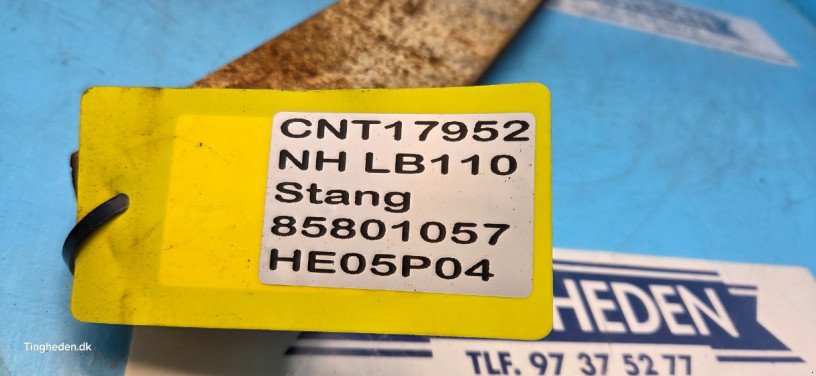 CNT17952
NH LB110
Stang
85801057
HE05P04
HEDEN
TLF. 97 37 52 77
Tingheden.dk